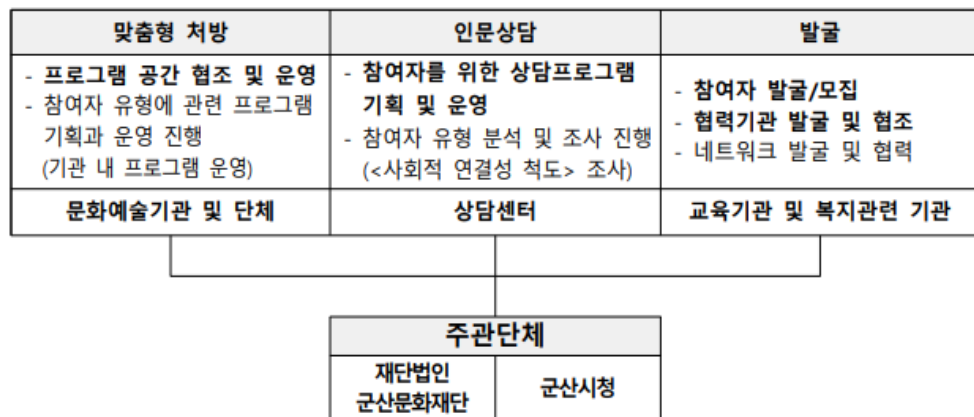 맞춤형 처방
- 프로그램 공간 협조 및 운영
- 참여자 유형에 관련 프로그램
기획과 운영 진행
(기관 내 프로그램 운영)
문화예술기관 및 단체
인문상담
- 참여자를 위한 상담프로그램
기획 및 운영
- 참여자 유형 분석 및 조사 진행
(<사회적 연결성 척도> 조사)
상담센터
발굴
- 참여자 발굴/모집
- 협력기관 발굴 및 협조
- 네트워크 발굴 및 협력
교육기관 및 복지관련 기관
주관단체
재단법인
군산문화재단
군산시청